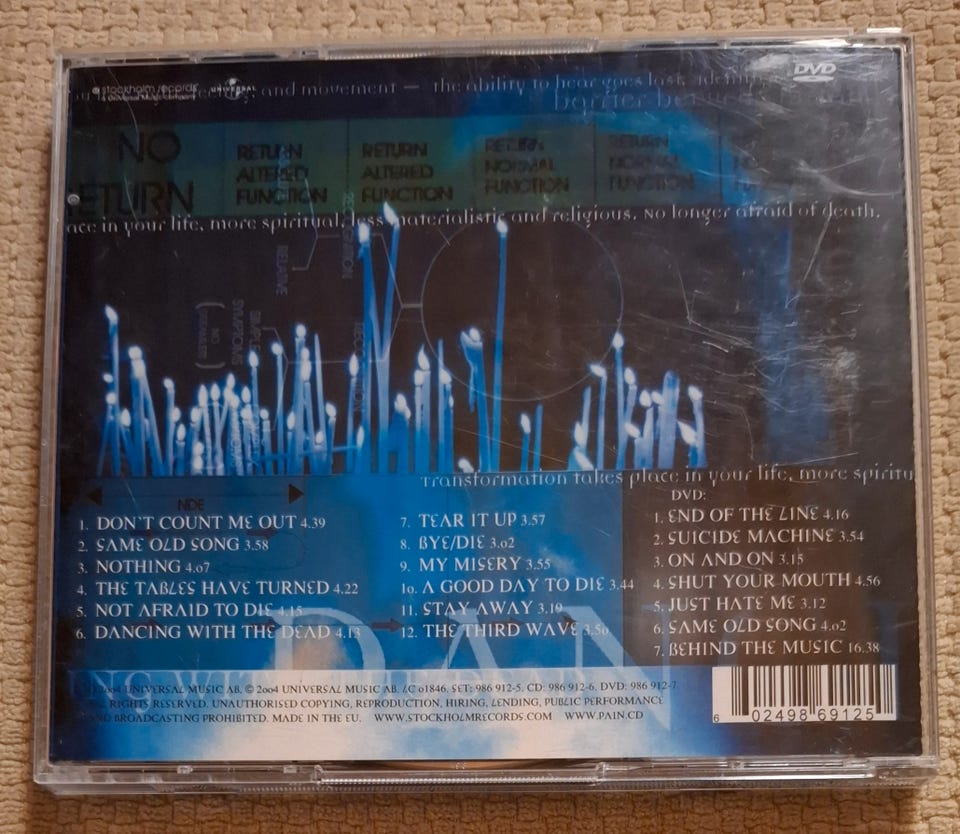 stockholm records
a Universal Music company
UNIVERSAL
DVD
and movement — the ability to hear goes last
NO
RETURN
RETURN
ALTERED
FUNCTION
RETURN
ALTERED
FUNCTION
RETURN
NORMAL
FUNCTION
RETURN
NORMAL
FUNCTION
ace in your life, more spiritual, less materialistic and religious. No longer afraid of death.
RELATIVE
Transformation takes place in your life, more spiritu
NDE
1. DON'T COUNT ME OUT 4.39
2. SAME OLD SONG 3.58
3. NOTHING 4.07
4. THE TABLES HAVE TURNED 4.22
5. NOT AFRAID TO DIE 4.15
6. DANCING WITH THE DEAD 4.13
7. TEAR IT UP 3.57
8. BYE/DIE 3.02
9. MY MISERY 3.55
10. A GOOD DAY TO DIE 3.44
11. STAY AWAY 3.19
12. THE THIRD WAVE 3.50
DVD:
1. END OF THE LINE 4.16
2. SUICIDE MACHINE 3.54
3. ON AND ON 3.15
4. SHUT YOUR MOUTH 4.56
5. JUST HATE ME 3.12
6. SAME OLD SONG 4.02
7. BEHIND THE MUSIC 16.38
DAN
2004 UNIVERSAL MUSIC AB. © 2004 UNIVERSAL MUSIC AB. LC 01846. SET: 986 912-5. CD: 986 912-6. DVD: 986 912-7.
ALL RIGHTS RESERVED. UNAUTHORISED COPYING, REPRODUCTION, HIRING, LENDING, PUBLIC PERFORMANCE
AND BROADCASTING PROHIBITED. MADE IN THE EU. WWW.STOCKHOLMRECORDS.COM WWW.PAIN.CD
6 02498 69125